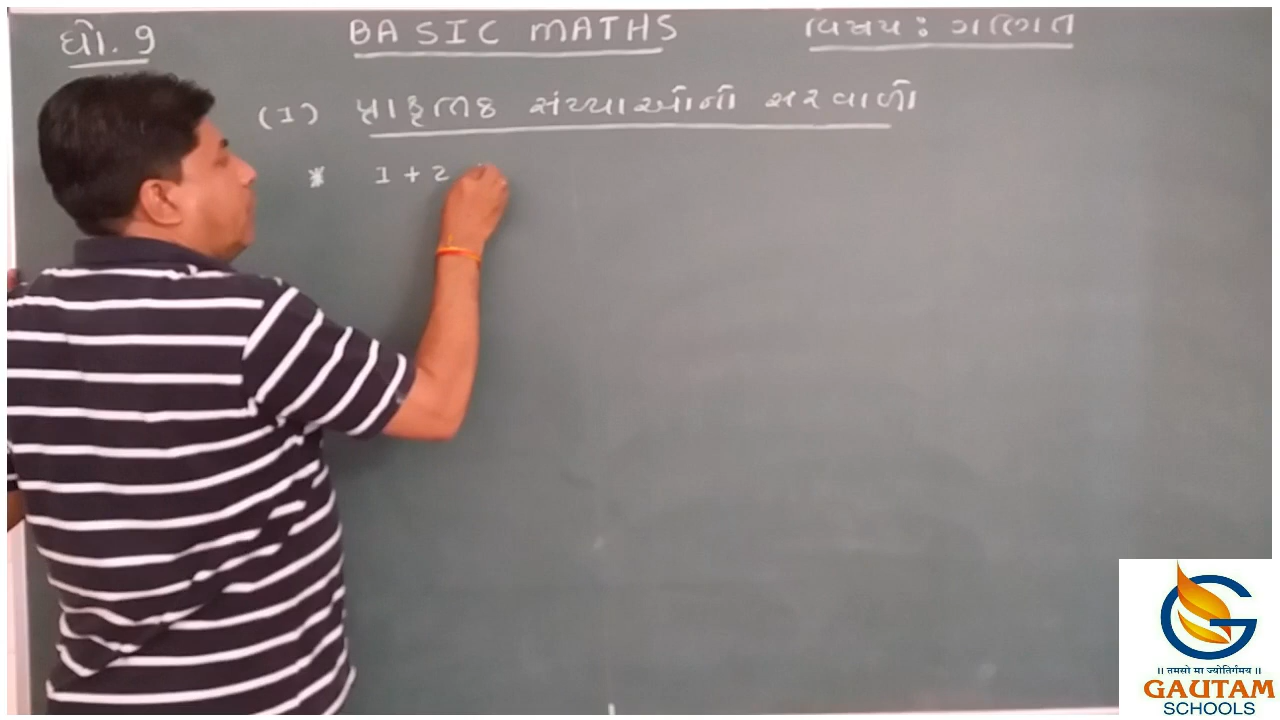 ધો. 9 BASIC MATHS વિષય : ગણિત
(1) પ્રાકૃતિક સંખ્યાઓનો સરવાળો
* 1 + 2
॥ तमसो मा ज्योतिर्गमय ॥
GAUTAM
SCHOOLS